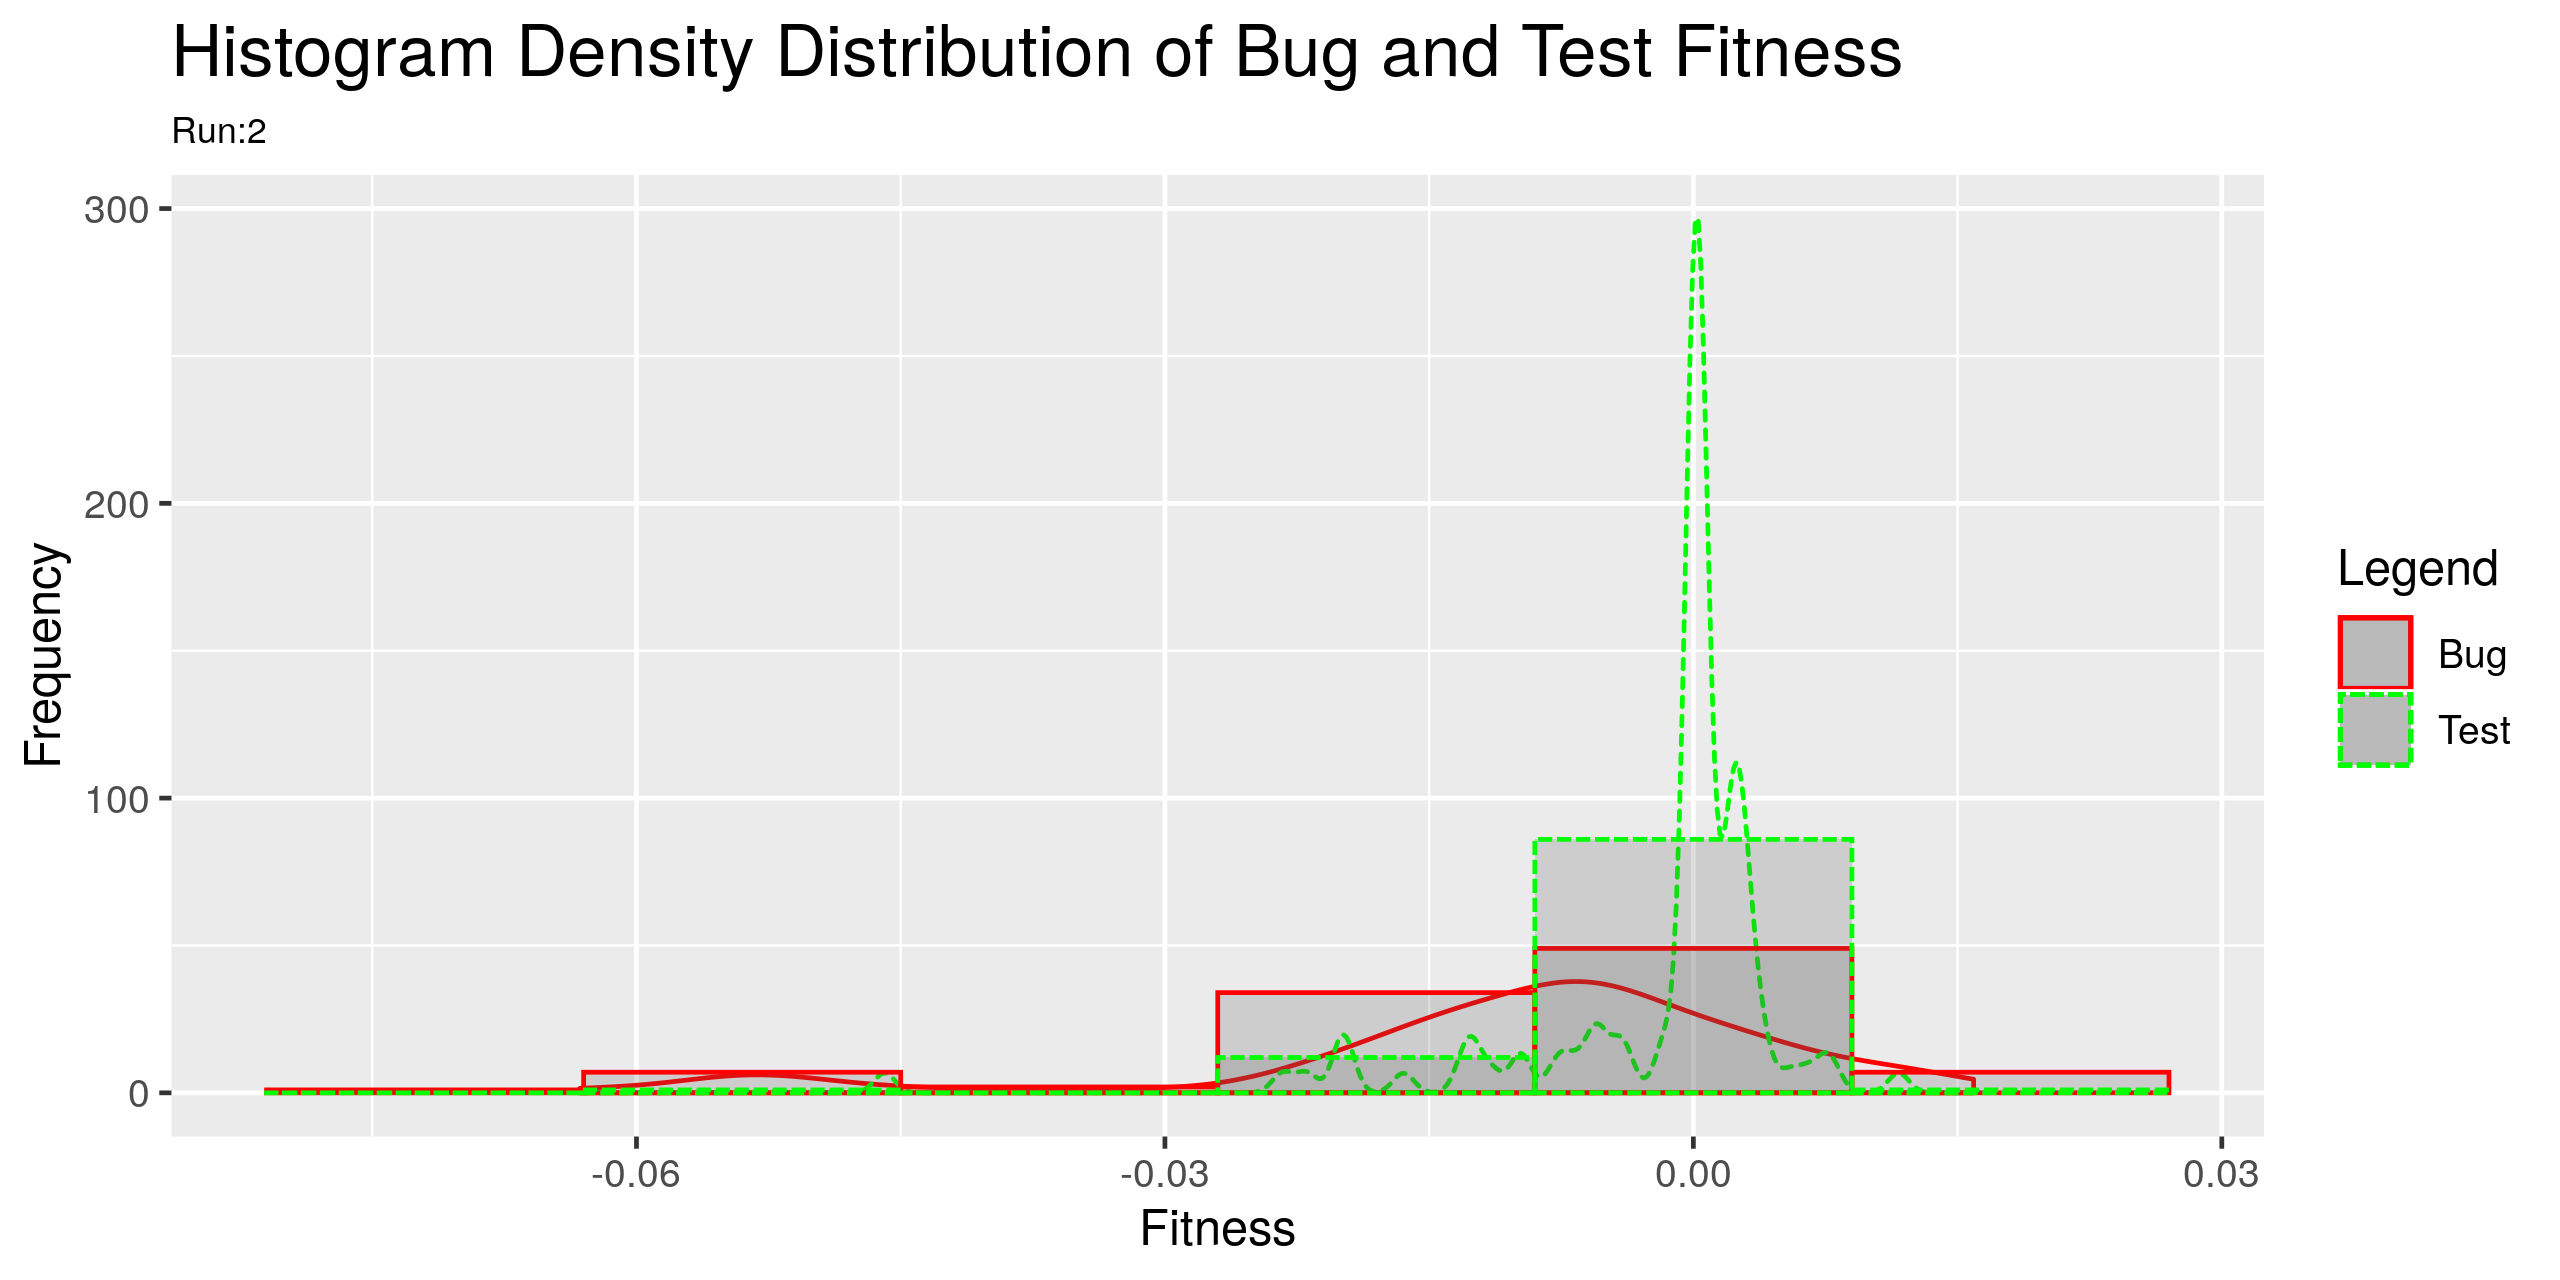 Histogram Density Distribution of Bug and Test Fitness
Run:2
300
200
100
0
Frequency
-0.06
-0.03
0.00
0.03
Fitness
Legend
Bug
Test